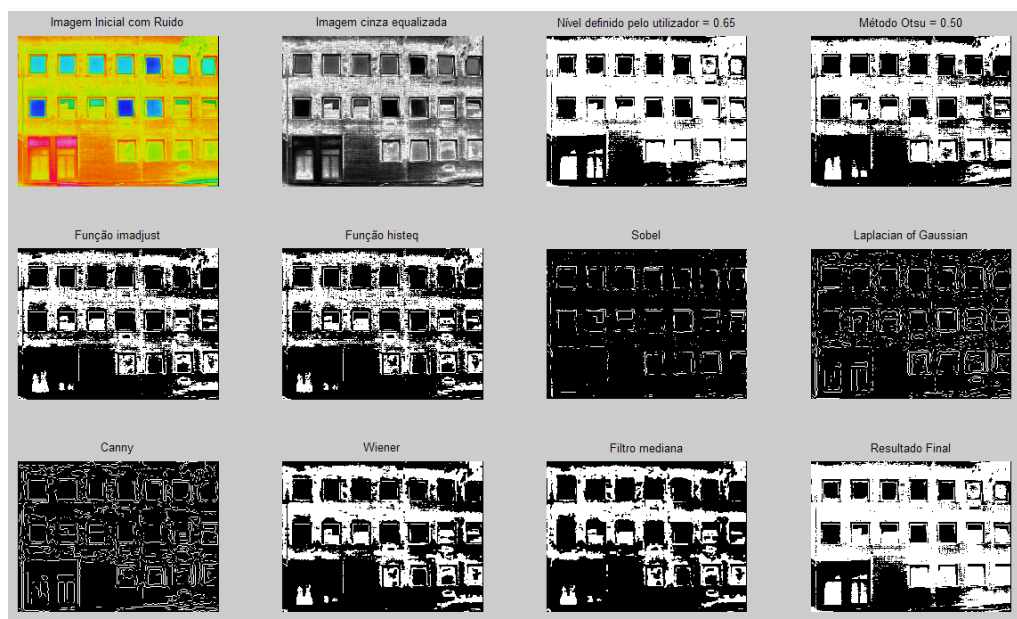 Imagem Inicial com Ruido
Imagem cinza equalizada
Nível definido pelo utilizador = 0.65
Método Otsu = 0.50
Função imadjust
Função histeq
Sobel
Laplacian of Gaussian
Canny
Wiener
Filtro mediana
Resultado Final